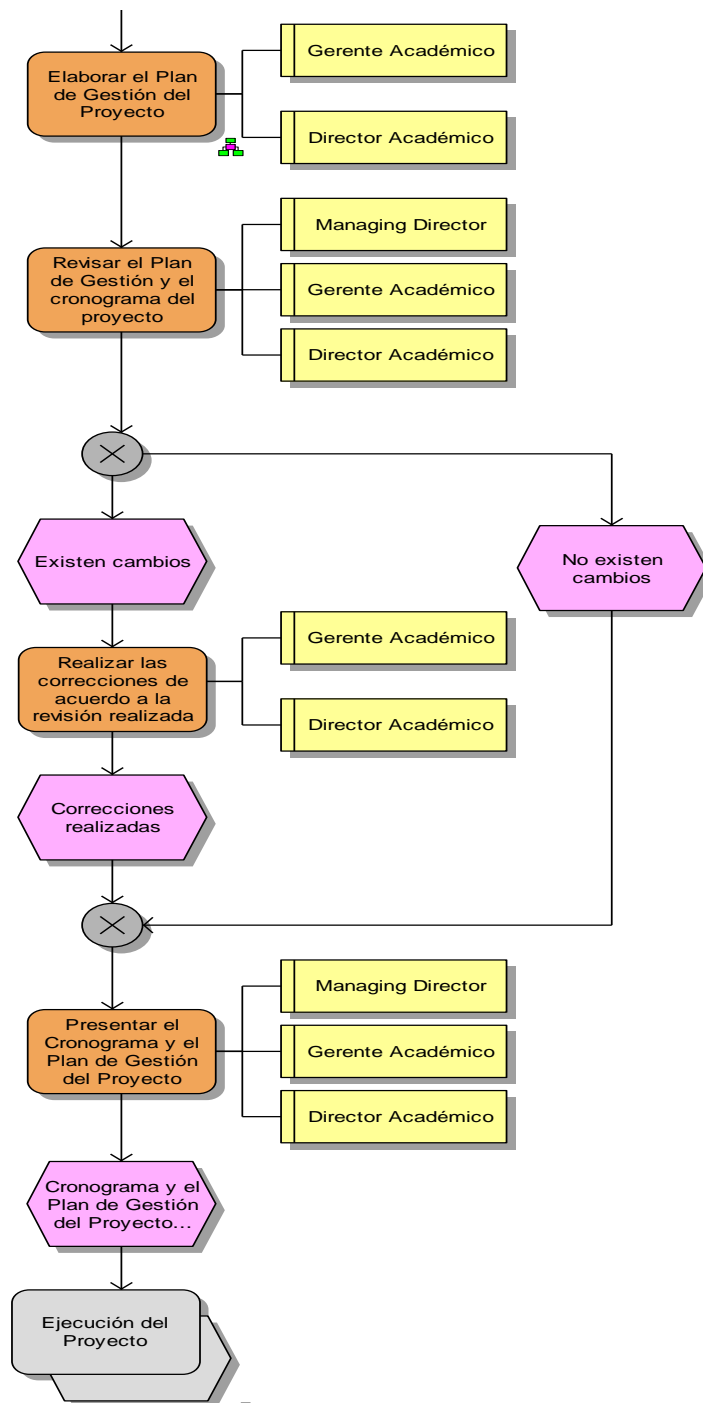 Elaborar el Plan
de Gestión del
Proyecto
Gerente Académico
Director Académico
Revisar el Plan
de Gestión y el
cronograma del
proyecto
Managing Director
Gerente Académico
Director Académico
Existen cambios
No existen
cambios
Realizar las
correcciones de
acuerdo a la
revisión realizada
Gerente Académico
Director Académico
Correcciones
realizadas
Presentar el
Cronograma y el
Plan de Gestión
del Proyecto
Managing Director
Gerente Académico
Director Académico
Cronograma y el
Plan de Gestión
del Proyecto...
Ejecución del
Proyecto